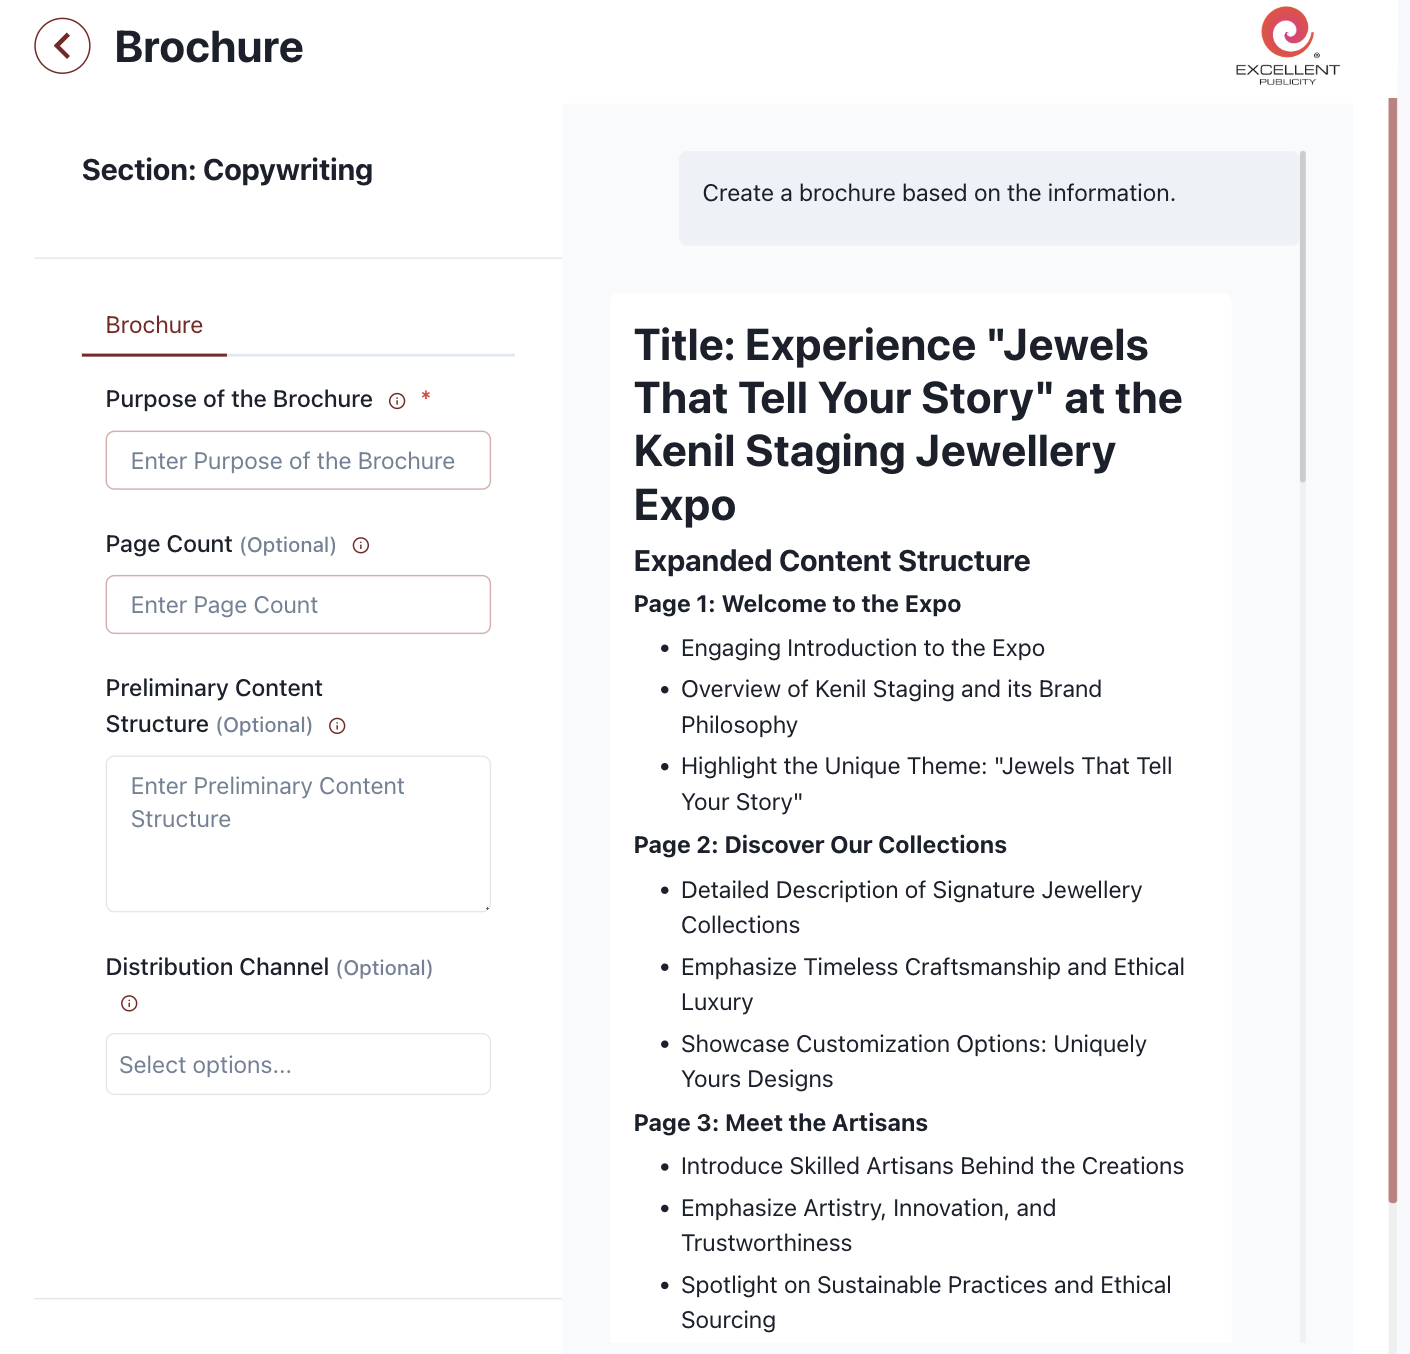 Brochure
EXCELLENT
PUBLICITY
Section: Copywriting
Brochure
Purpose of the Brochure *
Enter Purpose of the Brochure
Page Count (Optional)
Enter Page Count
Preliminary Content
Structure (Optional)
Enter Preliminary Content
Structure
Distribution Channel (Optional)
Select options...
Create a brochure based on the information.
Title: Experience "Jewels
That Tell Your Story" at the
Kenil Staging Jewellery
Expo
Expanded Content Structure
Page 1: Welcome to the Expo
• Engaging Introduction to the Expo
• Overview of Kenil Staging and its Brand
Philosophy
• Highlight the Unique Theme: "Jewels That Tell
Your Story"
Page 2: Discover Our Collections
• Detailed Description of Signature Jewellery
Collections
• Emphasize Timeless Craftsmanship and Ethical
Luxury
• Showcase Customization Options: Uniquely
Yours Designs
Page 3: Meet the Artisans
• Introduce Skilled Artisans Behind the Creations
• Emphasize Artistry, Innovation, and
Trustworthiness
• Spotlight on Sustainable Practices and Ethical
Sourcing